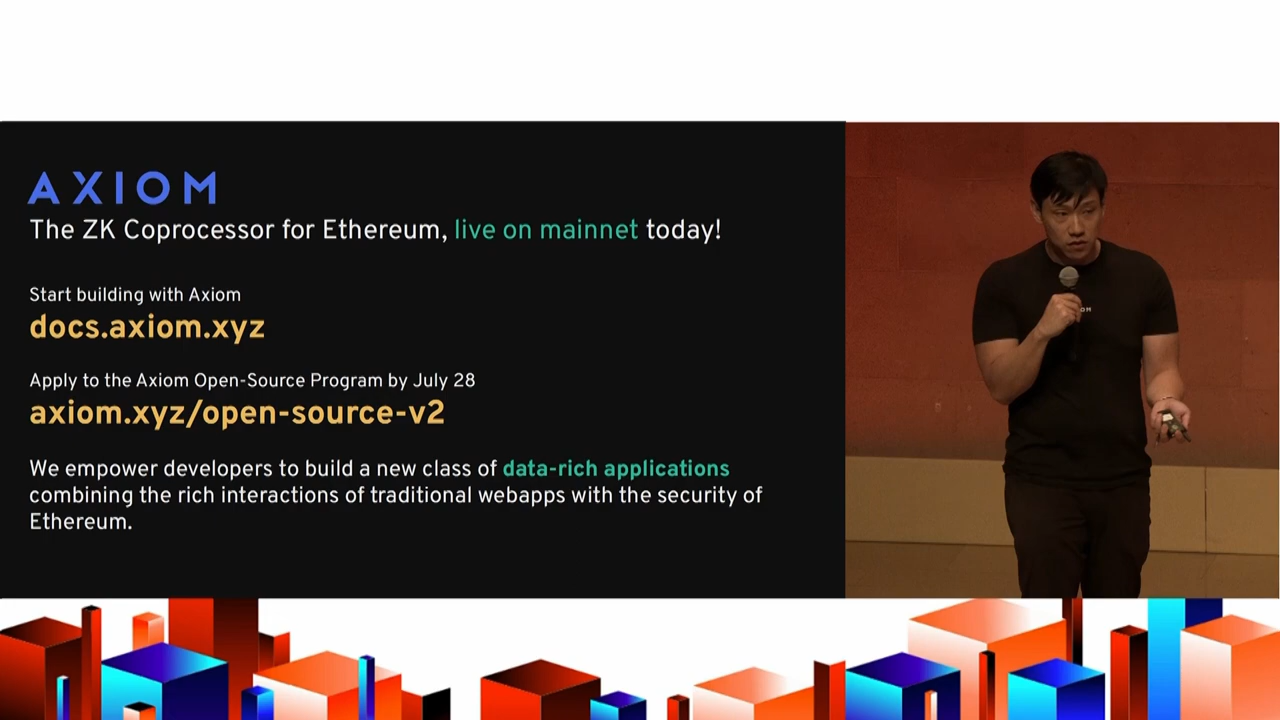 AXIOM
The ZK Coprocessor for Ethereum, live on mainnet today!
Start building with Axiom
docs.axiom.xyz
Apply to the Axiom Open-Source Program by July 28
axiom.xyz/open-source-v2
We empower developers to build a new class of data-rich applications
combining the rich interactions of traditional webapps with the security of
Ethereum.